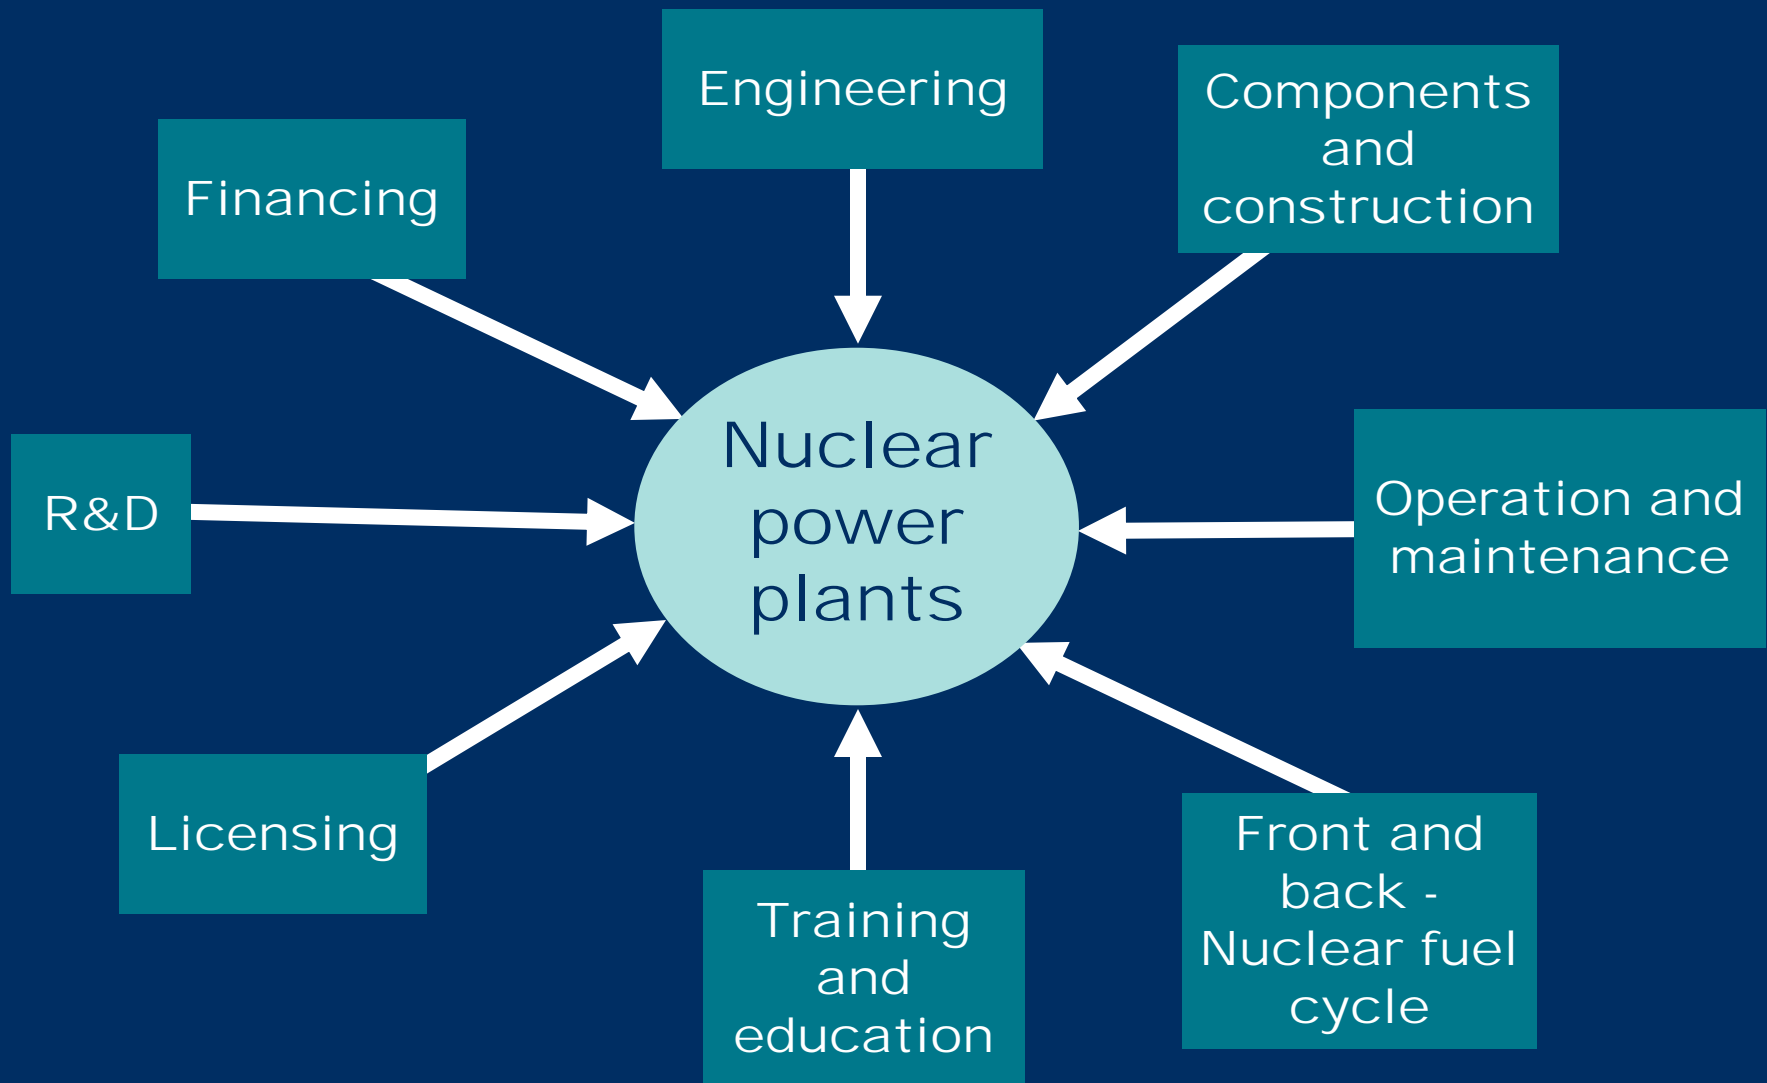 Engineering
Components
and
construction
Financing
Nuclear
power
plants
R&D
Operation and
maintenance
Licensing
Front and
back -
Nuclear fuel
cycle
Training
and
education